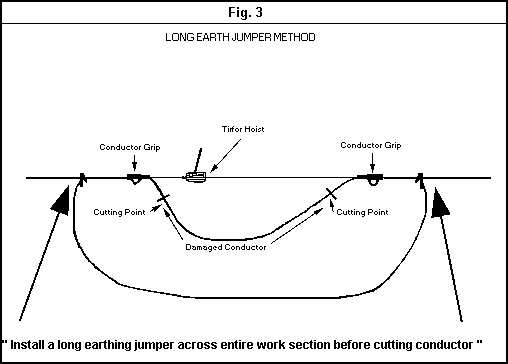 Fig. 3
LONG EARTH JUMPER METHOD
Tirfor Hoist
Conductor Grip
Conductor Grip
Cutting Point
Cutting Point
Damaged Conductor
" Install a long earthing jumper across entire work section before cutting conductor "